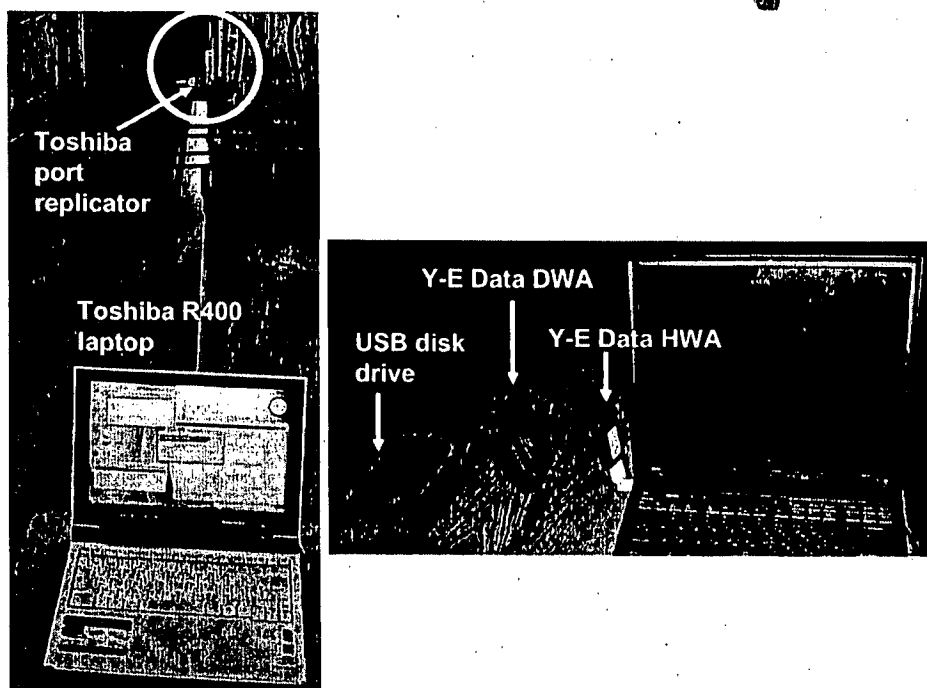 Toshiba
port
replicator
Toshiba R400
laptop
Y-E Data DWA
USB disk
drive
Y-E Data HWA